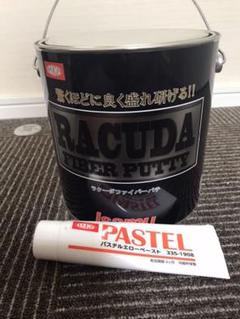 驚くほどに良く盛れ研げる!!
RACUDA
FIBER PUTTY
ラクーダファイバーパテ
Isamu
PASTEL
パステルエローペースト 335-1908